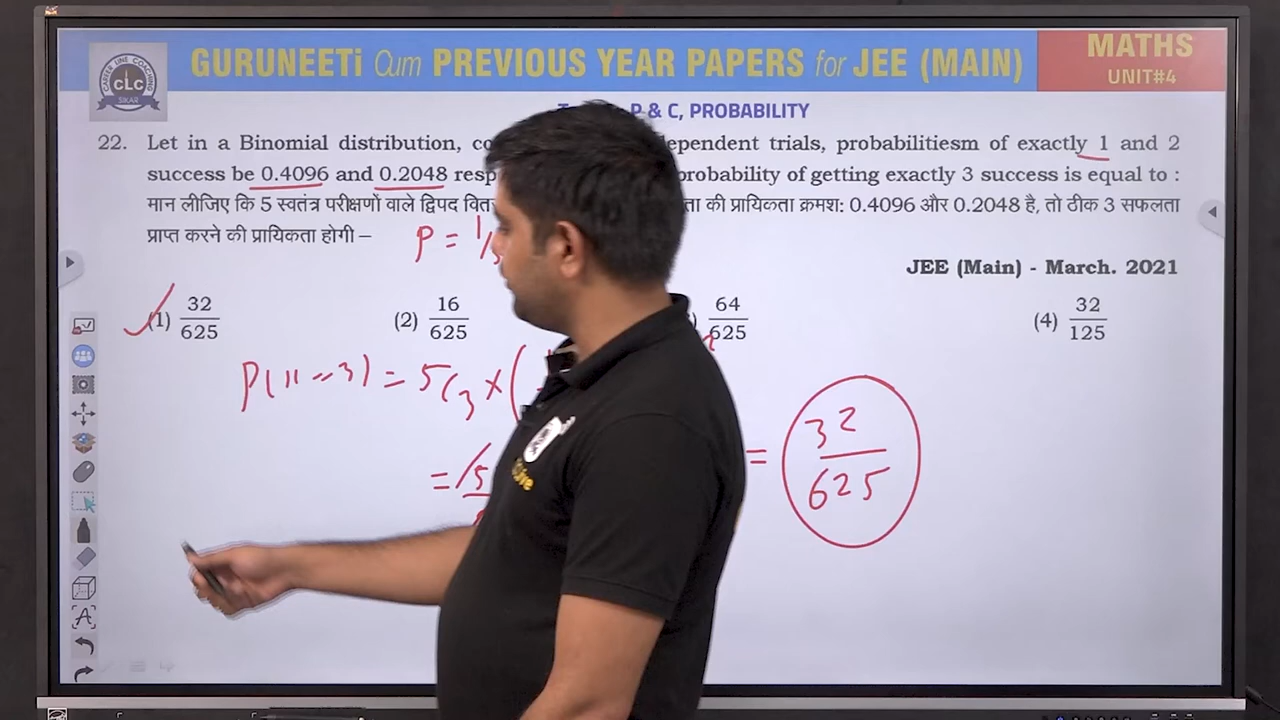 GURUNEETi Cum PREVIOUS YEAR PAPERS for JEE (MAIN)
MATHS
UNIT#4
CAREER LINE COACHING
CLC
SIKAR
P & C, PROBABILITY
22. Let in a Binomial distribution, ependent trials, probabilitiesm of exactly 1 and 2
success be 0.4096 and 0.2048 probability of getting exactly 3 success is equal to :
मान लीजिए कि 5 स्वतंत्र परीक्षणों वाले द्विपद की प्रायिकता क्रमश: 0.4096 और 0.2048 है, तो ठीक 3 सफलता
प्राप्त करने की प्रायिकता होगी –
P = 1/5
JEE (Main) - March. 2021
(1) 32/625 (2) 16/625 64/625 (4) 32/125
= 5C3 × (
= 32/625